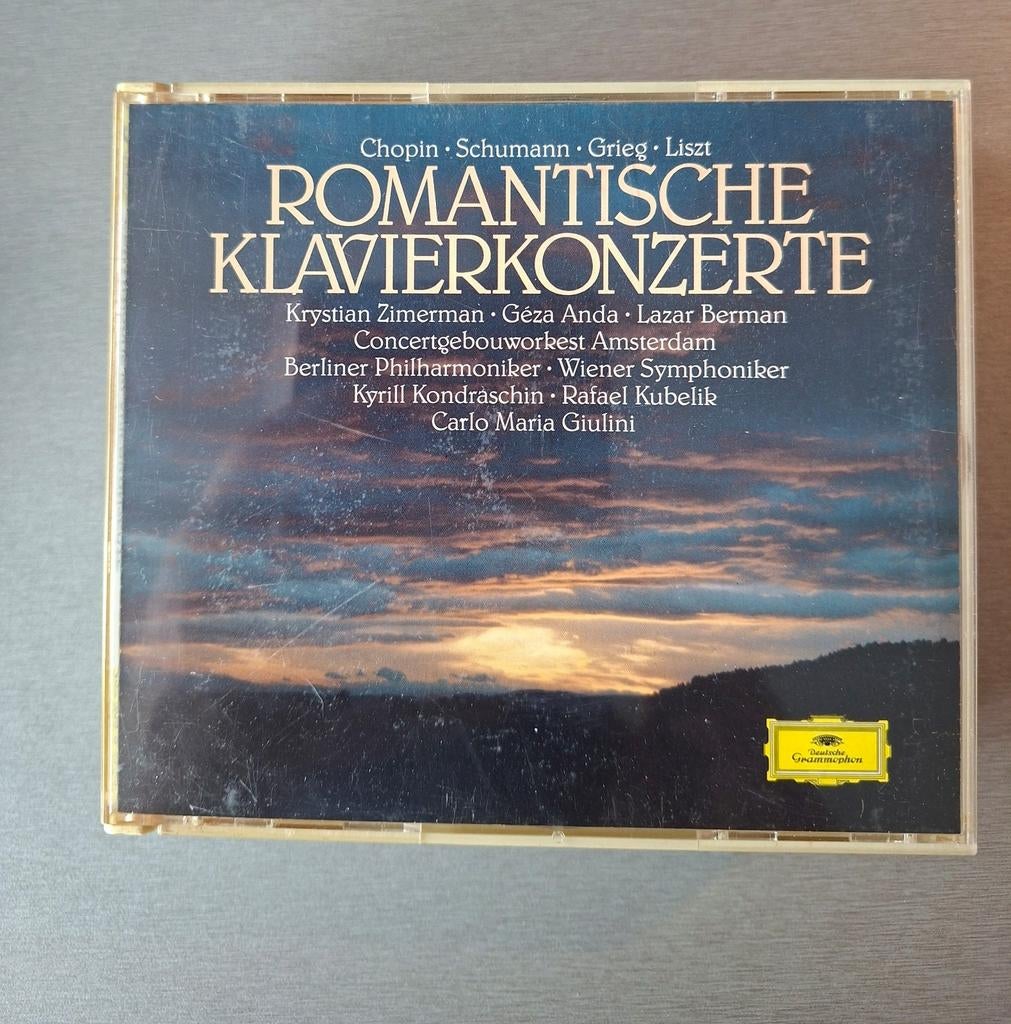 Chopin · Schumann · Grieg · Liszt
ROMANTISCHE
KLAVIERKONZERTE
Krystian Zimerman · Géza Anda · Lazar Berman
Concertgebouworkest Amsterdam
Berliner Philharmoniker · Wiener Symphoniker
Kyrill Kondraschin · Rafael Kubelik
Carlo Maria Giulini
Deutsche
Grammophon